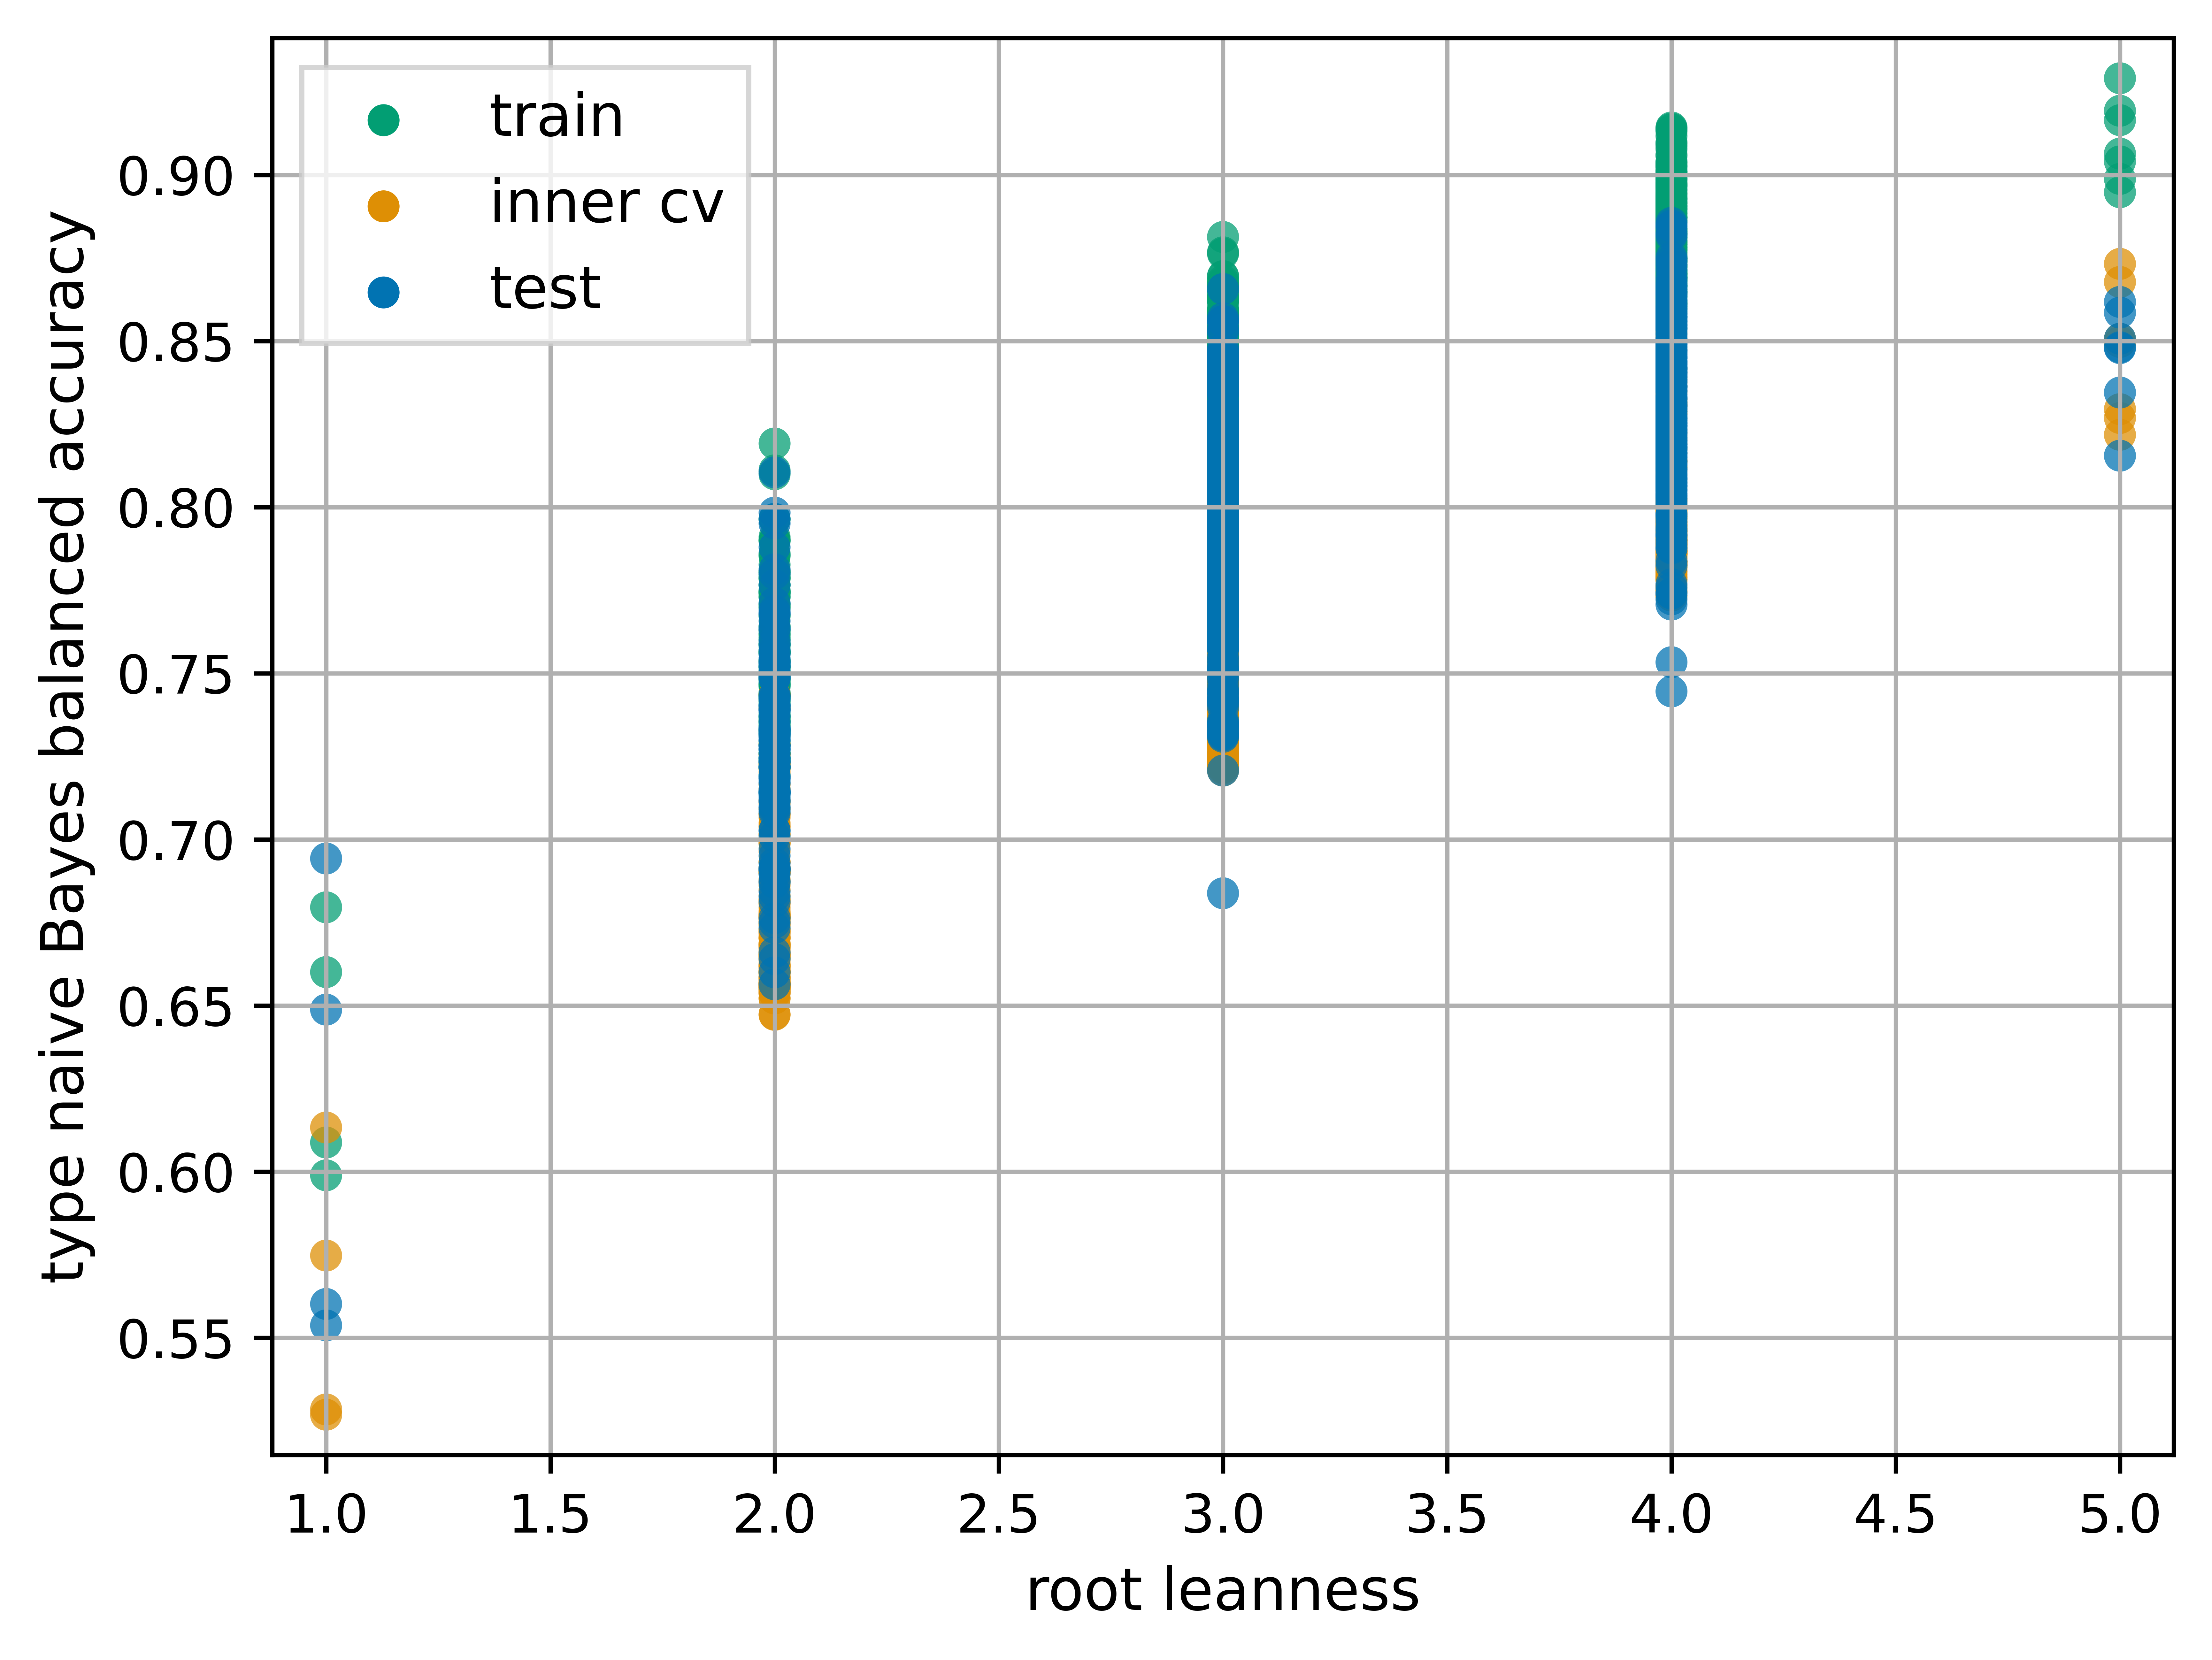 train
inner cv
test
0.90
0.85
0.80
0.75
0.70
0.65
0.60
0.55
type naive Bayes balanced accuracy
1.0 1.5 2.0 2.5 3.0 3.5 4.0 4.5 5.0
root leanness